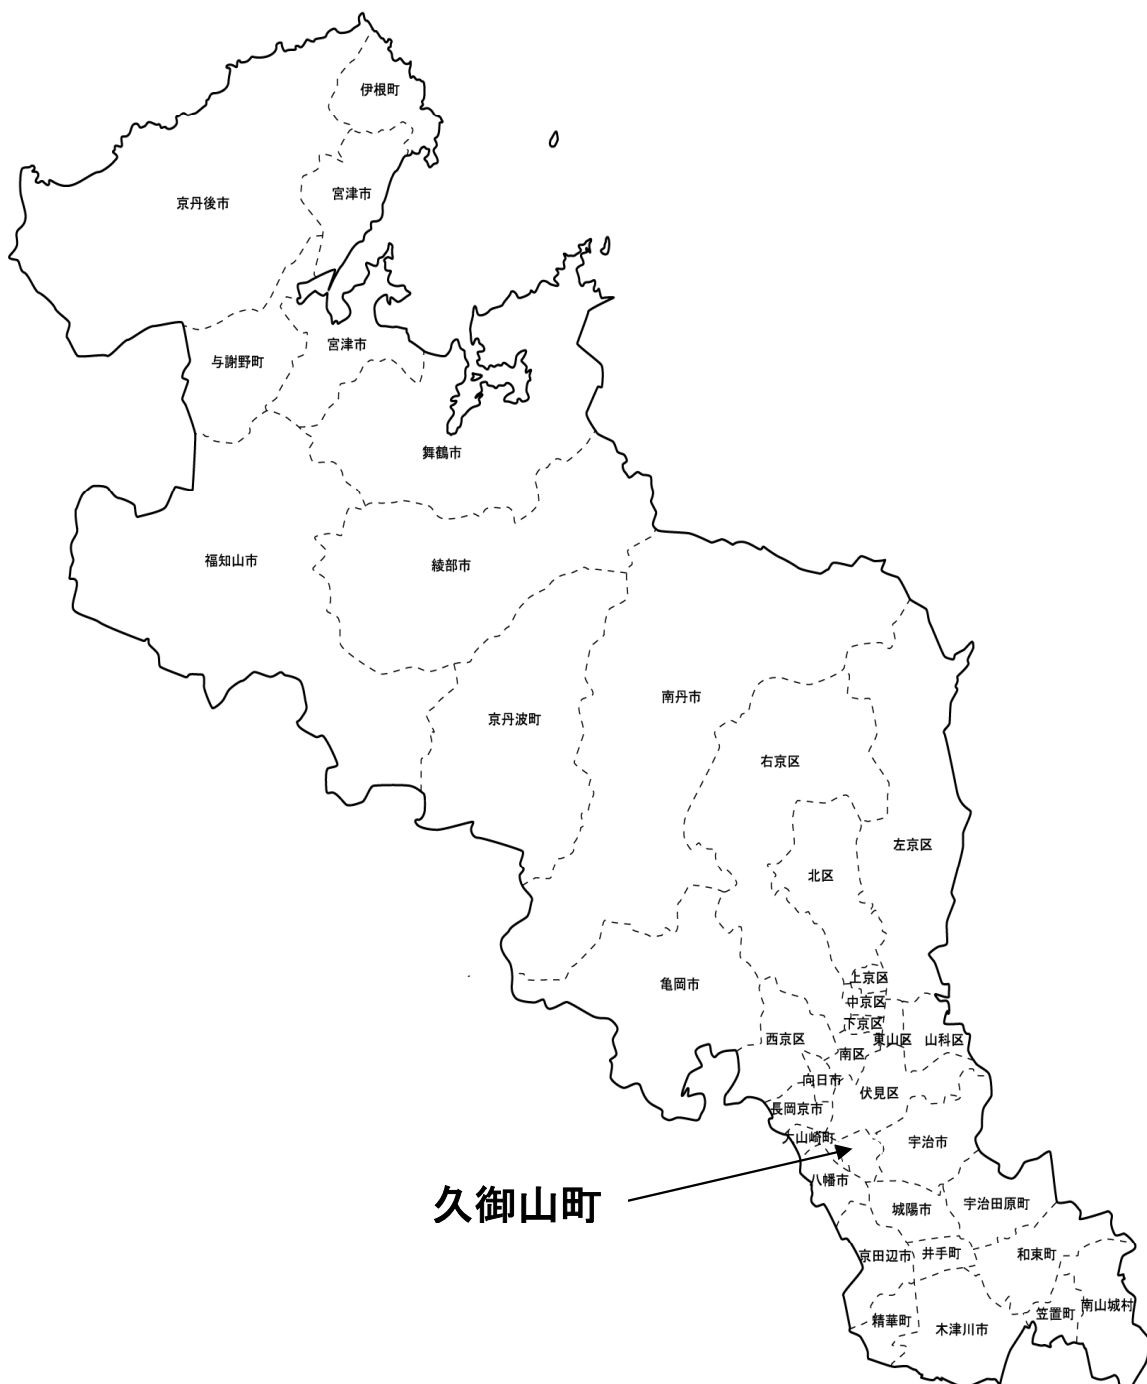 伊根町
宮津市
京丹後市
宮津市
与謝野町
舞鶴市
福知山市
綾部市
南丹市
京丹波町
右京区
左京区
北区
上京区
亀岡市
中京区
下京区
西京区
東山区
山科区
南区
向日市
伏見区
長岡京市
大山崎町
宇治市
八幡市
久御山町
宇治田原町
城陽市
井手町
和束町
京田辺市
南山城村
笠置町
精華町
木津川市